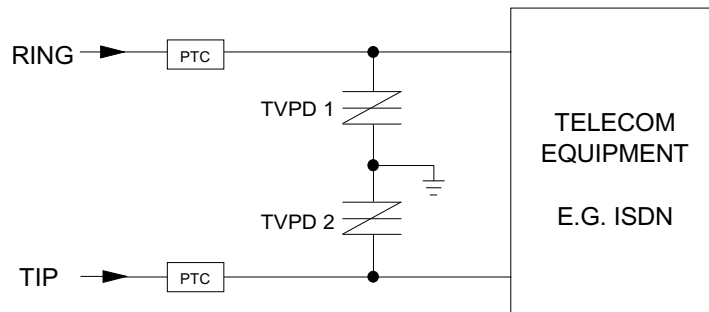 RING
PTC
TVPD 1
TELECOM
EQUIPMENT
E.G. ISDN
TVPD 2
TIP
PTC